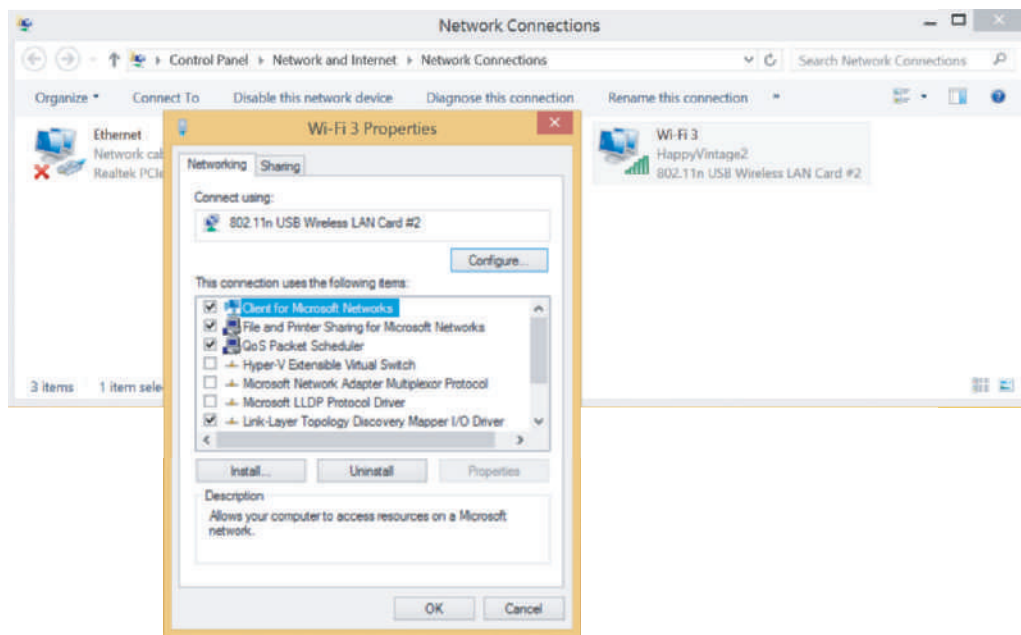 Network Connections
Control Panel Network and Internet Network Connections
Search Network Connections
Organize Connect To Disable this network device Diagnose this connection Rename this connection »
Ethernet
Network cab
Realtek PCIe
Wi-Fi 3
HappyVintage2
802.11n USB Wireless LAN Card #2
Wi-Fi 3 Properties
Networking Sharing
Connect using:
802.11n USB Wireless LAN Card #2
Configure...
This connection uses the following items:
Client for Microsoft Networks
File and Printer Sharing for Microsoft Networks
QoS Packet Scheduler
Hyper-V Extensible Virtual Switch
Microsoft Network Adapter Multiplexor Protocol
Microsoft LLDP Protocol Driver
Link-Layer Topology Discovery Mapper I/O Driver
Install... Uninstall Properties
Description
Allows your computer to access resources on a Microsoft
network.
OK Cancel
3 items 1 item sele